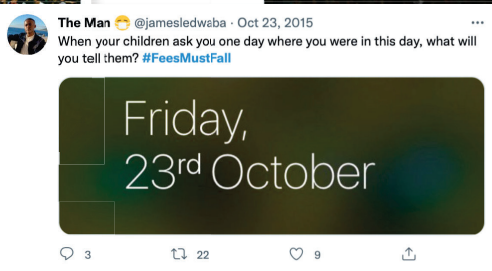 The Man 😷 @jamesledwaba · Oct 23, 2015 ...
When your children ask you one day where you were in this day, what will
you tell them? #FeesMustFall
Friday,
23rd October
3 22 9